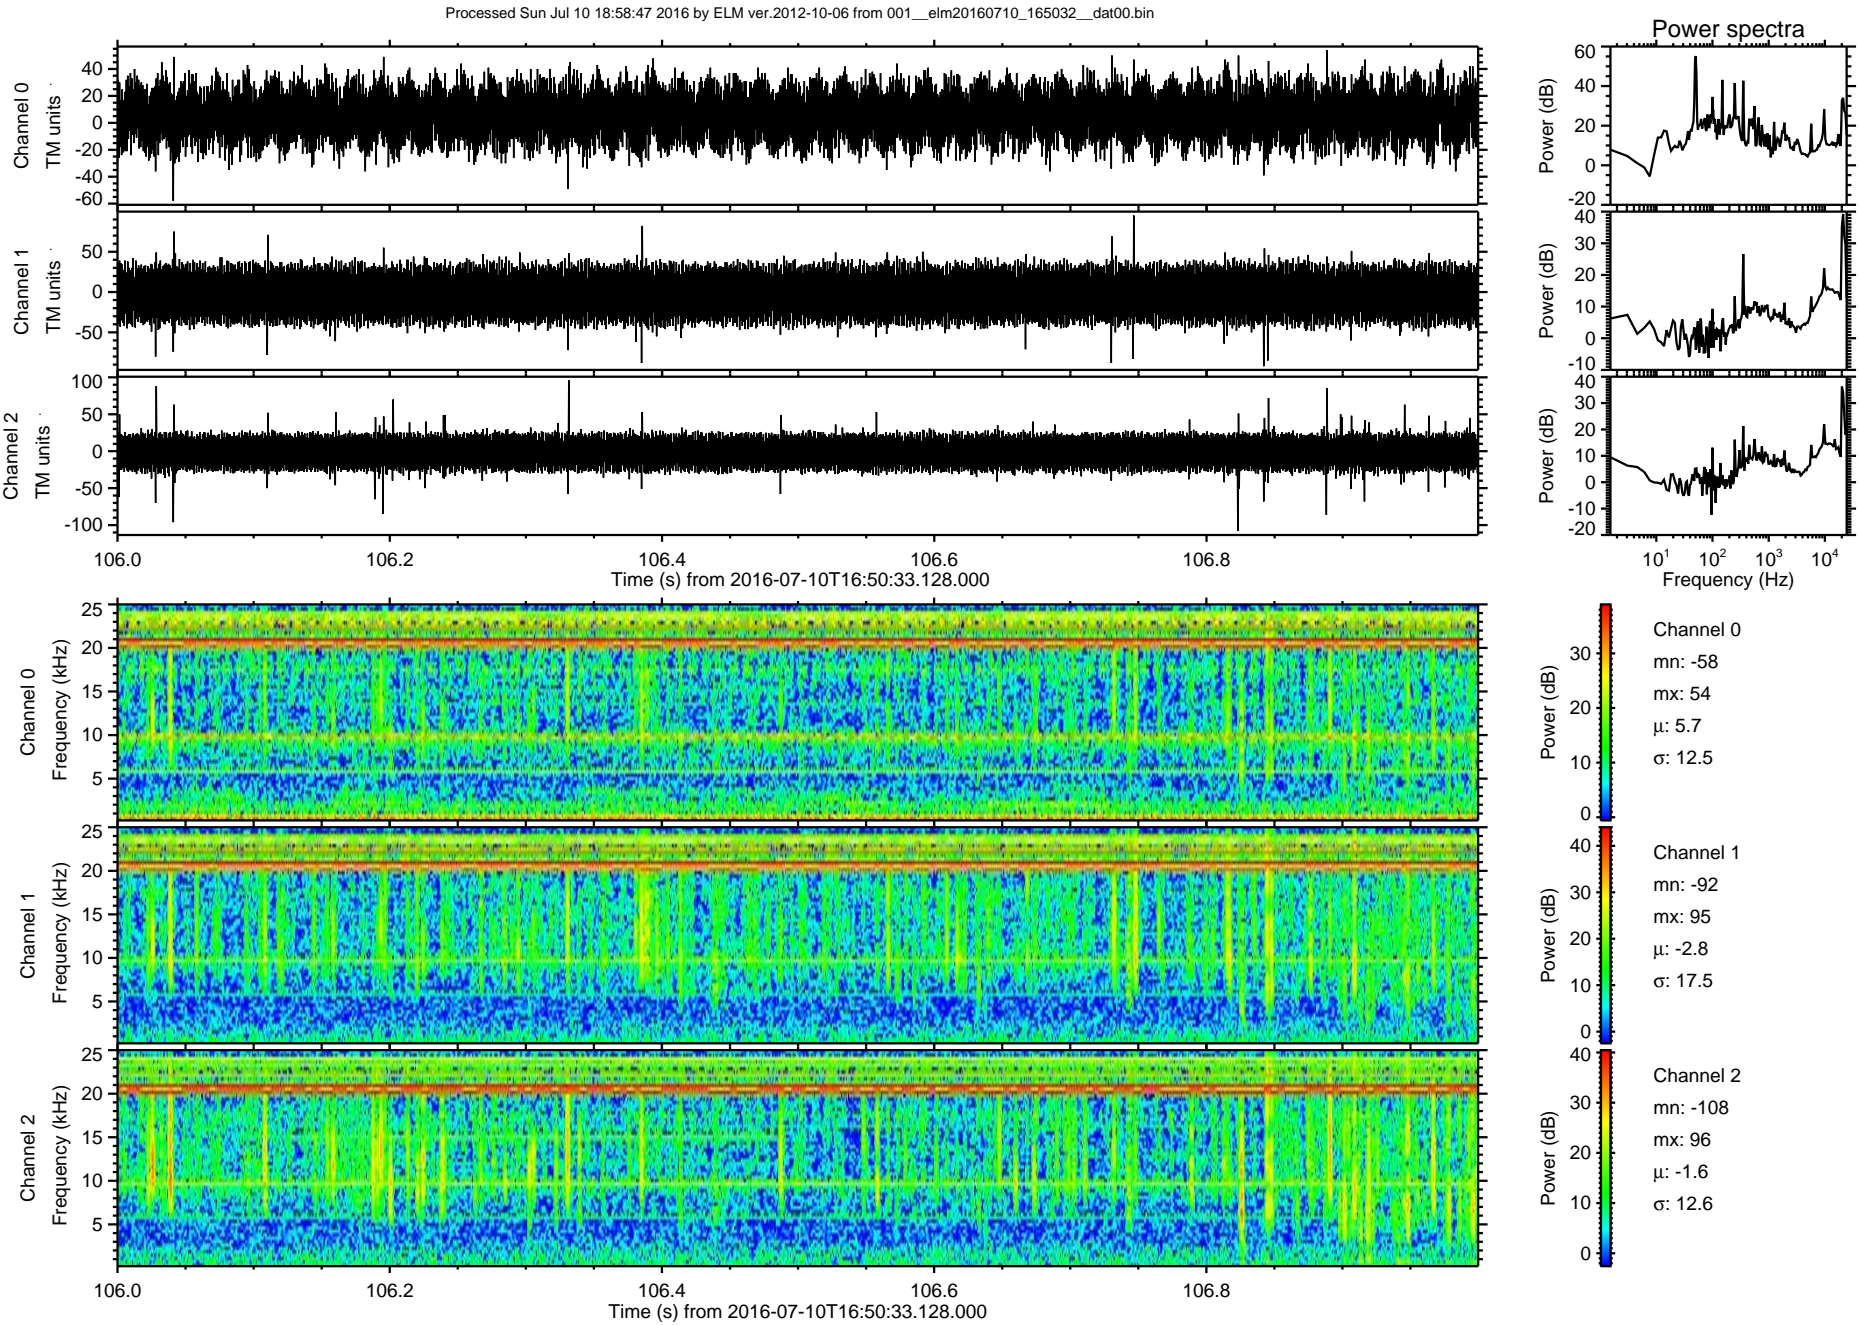 Processed Sun Jul 10 18:58:47 2016 by ELM ver.2012-10-06 from 001__elm20160710_165032__dat00.bin
Power spectra
Channel 0
TM units
40
20
0
-20
-40
-60
Power (dB)
60
40
20
0
-20
Channel 1
TM units
50
0
-50
Power (dB)
40
30
20
10
0
-10
Channel 2
TM units
100
50
0
-50
-100
Power (dB)
40
30
20
10
0
-10
-20
106.0 106.2 106.4 106.6 106.8
Time (s) from 2016-07-10T16:50:33.128.000
10^1 10^2 10^3 10^4
Frequency (Hz)
Channel 0
Frequency (kHz)
25
20
15
10
5
Power (dB)
30
20
10
0
Channel 0
mn: -58
mx: 54
μ: 5.7
σ: 12.5
Channel 1
Frequency (kHz)
25
20
15
10
5
Power (dB)
40
30
20
10
0
Channel 1
mn: -92
mx: 95
μ: -2.8
σ: 17.5
Channel 2
Frequency (kHz)
25
20
15
10
5
Power (dB)
40
30
20
10
0
Channel 2
mn: -108
mx: 96
μ: -1.6
σ: 12.6
106.0 106.2 106.4 106.6 106.8
Time (s) from 2016-07-10T16:50:33.128.000